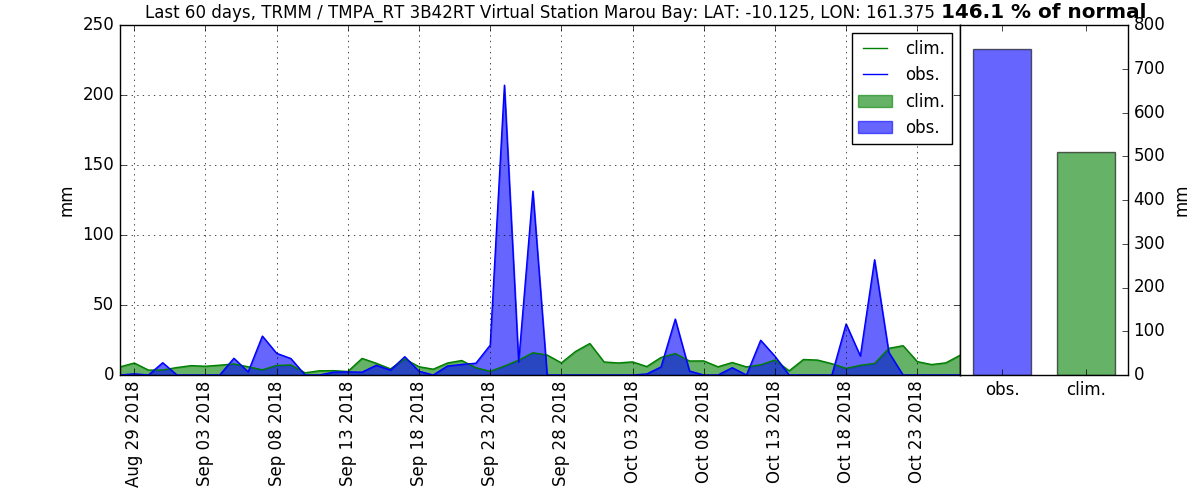 Last 60 days, TRMM / TMPA_RT 3B42RT Virtual Station Marou Bay: LAT: -10.125, LON: 161.375 146.1 % of normal
250
200
150
100
50
0
mm
clim.
obs.
clim.
obs.
800
700
600
500
400
300
200
100
0
mm
obs.
clim.
Aug 29 2018
Sep 03 2018
Sep 08 2018
Sep 13 2018
Sep 18 2018
Sep 23 2018
Sep 28 2018
Oct 03 2018
Oct 08 2018
Oct 13 2018
Oct 18 2018
Oct 23 2018